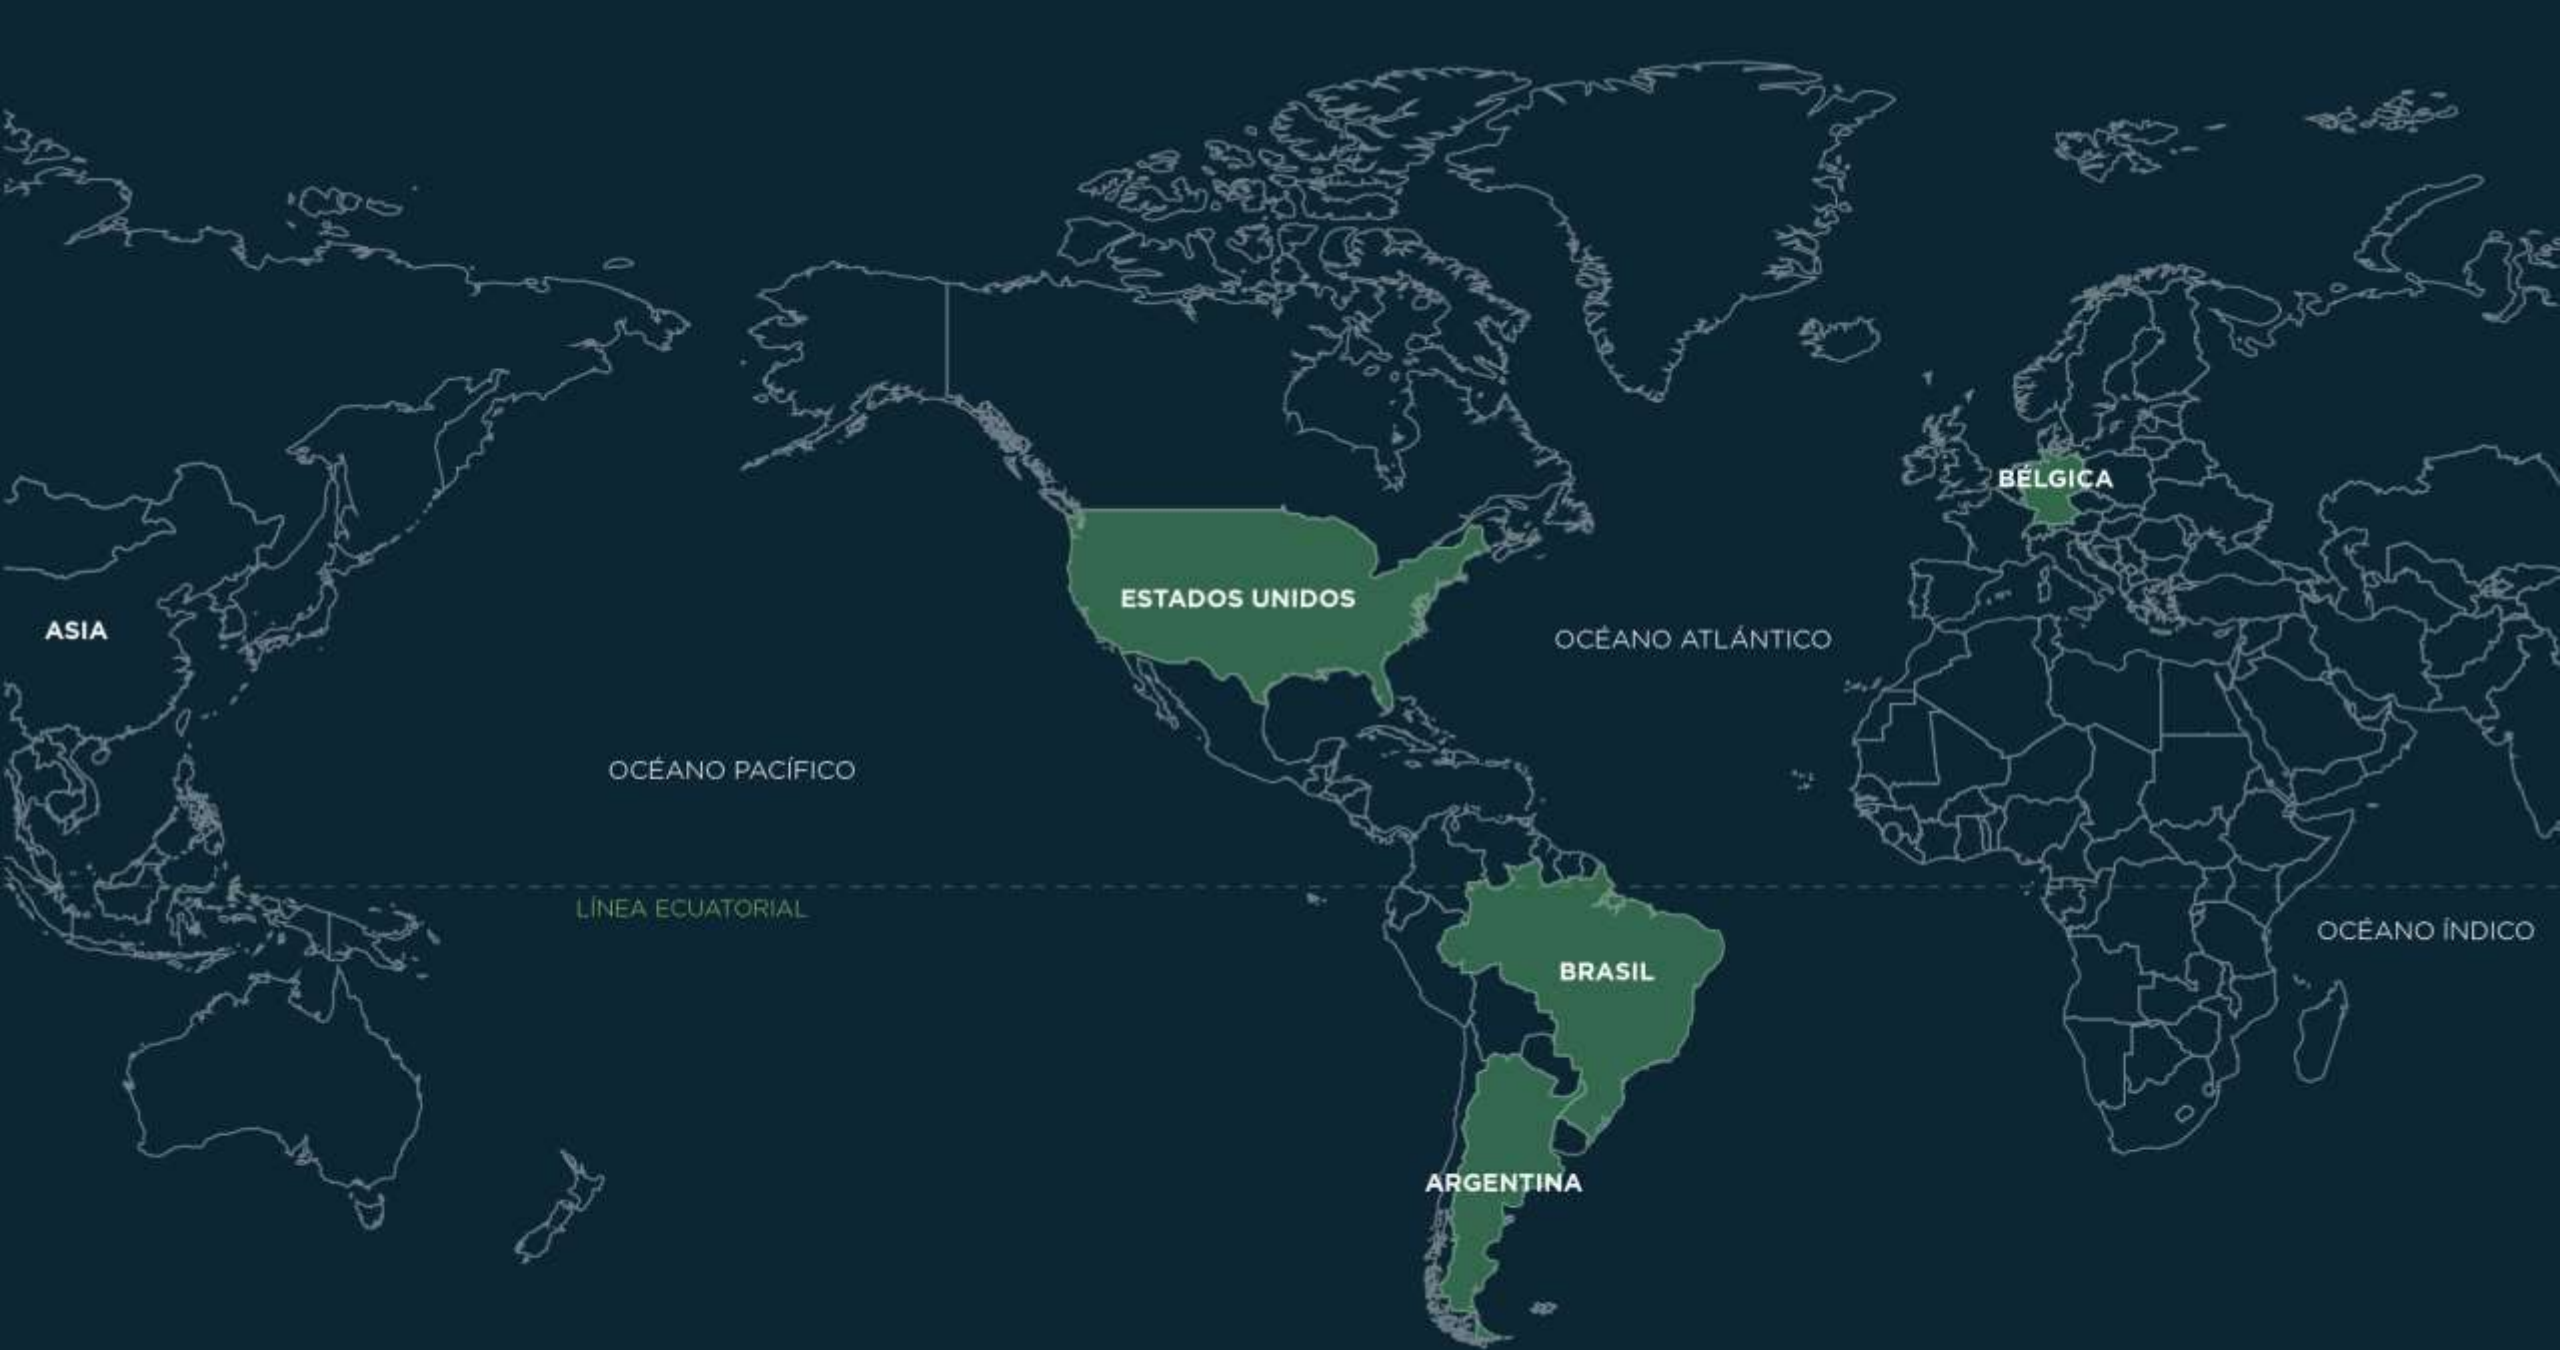 BÉLGICA
ESTADOS UNIDOS
ASIA
OCÉANO ATLÁNTICO
OCÉANO PACÍFICO
LÍNEA ECUATORIAL
OCÉANO ÍNDICO
BRASIL
ARGENTINA